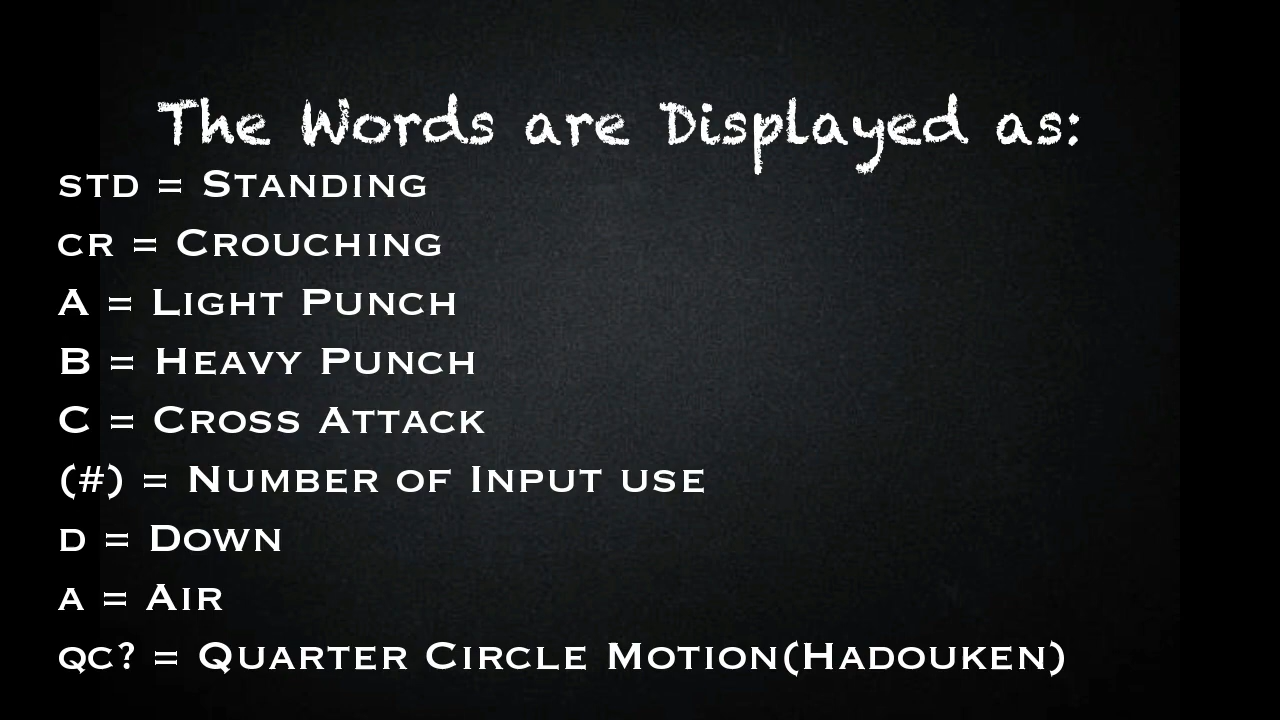 The Words are Displayed as:
std = Standing
cr = Crouching
A = Light Punch
B = Heavy Punch
C = Cross Attack
(#) = Number of Input use
d = Down
a = Air
qc? = Quarter Circle Motion(Hadouken)